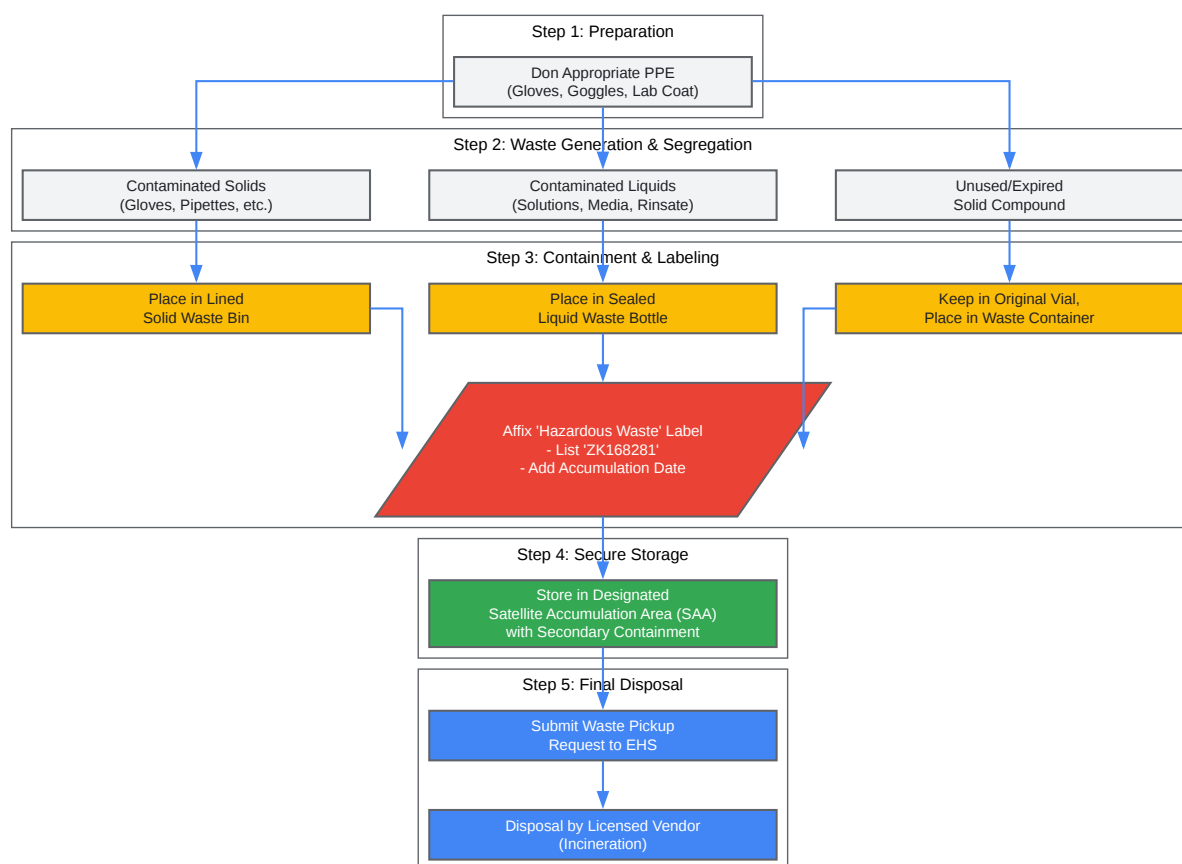 Step 1: Preparation
Don Appropriate PPE
(Gloves, Goggles, Lab Coat)
Step 2: Waste Generation & Segregation
Contaminated Solids
(Gloves, Pipettes, etc.)
Contaminated Liquids
(Solutions, Media, Rinsate)
Unused/Expired
Solid Compound
Step 3: Containment & Labeling
Place in Lined
Solid Waste Bin
Place in Sealed
Liquid Waste Bottle
Keep in Original Vial,
Place in Waste Container
Affix 'Hazardous Waste' Label
- List 'ZK168281'
- Add Accumulation Date
Step 4: Secure Storage
Store in Designated
Satellite Accumulation Area (SAA)
with Secondary Containment
Step 5: Final Disposal
Submit Waste Pickup
Request to EHS
Disposal by Licensed Vendor
(Incineration)